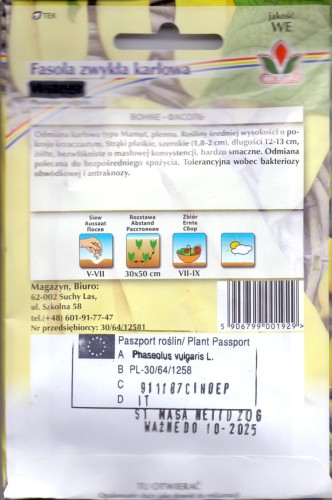 TEK
Jakość
WE
Fasola zwykła karłowa
BOHNE - ФАСОЛЬ
Odmiana karłowa typu Mamut, plenna. Rośliny średniej wysokości o po-
kroju krzaczastym. Strąki płaskie, szerokie (1,8-2 cm), długości 12-13 cm,
żółte, bezwłókniste o masłowej konsystencji, bardzo smaczne. Odmiana
polecana do bezpośredniego spożycia. Tolerancyjna wobec bakteriozy
obwódkowej i antraknozy.
Siew Rozstawa Zbiór
Aussaat Abstand Ernte
Посев Расстояние Сбор
V-VII 30x50 cm VII-IX
Magazyn, Biuro:
62-002 Suchy Las,
ul. Szkolna 58
tel.(+48) 601-91-77-47
Nr przedsiębiorcy: 30/64/12581
5 906799 001929 >
Paszport roślin/ Plant Passport
A Phaseolus vulgaris L.
B PL-30/64/1258
C 911187CINOEP
D IT
ST MASA NETTO 20G
WAŻNE DO 10-2025
TU OTWIERAĆ